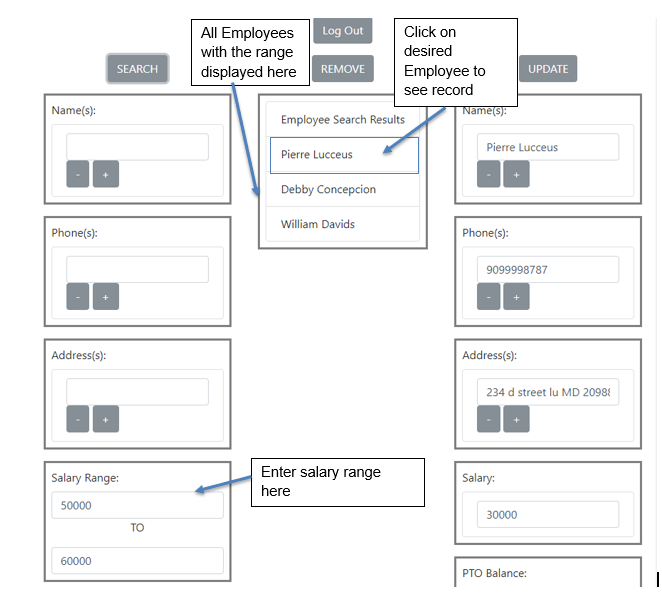 All Employees
with the range
displayed here
Log Out
Click on
desired
Employee to
see record
SEARCH
REMOVE
UPDATE
Name(s):
-
+
Phone(s):
-
+
Address(s):
-
+
Salary Range:
50000
TO
60000
Enter salary range
here
Employee Search Results
Pierre Lucceus
Debby Concepcion
William Davids
Name(s):
Pierre Lucceus
-
+
Phone(s):
9099998787
-
+
Address(s):
234 d street lu MD 2098
-
+
Salary:
30000
PTO Balance: